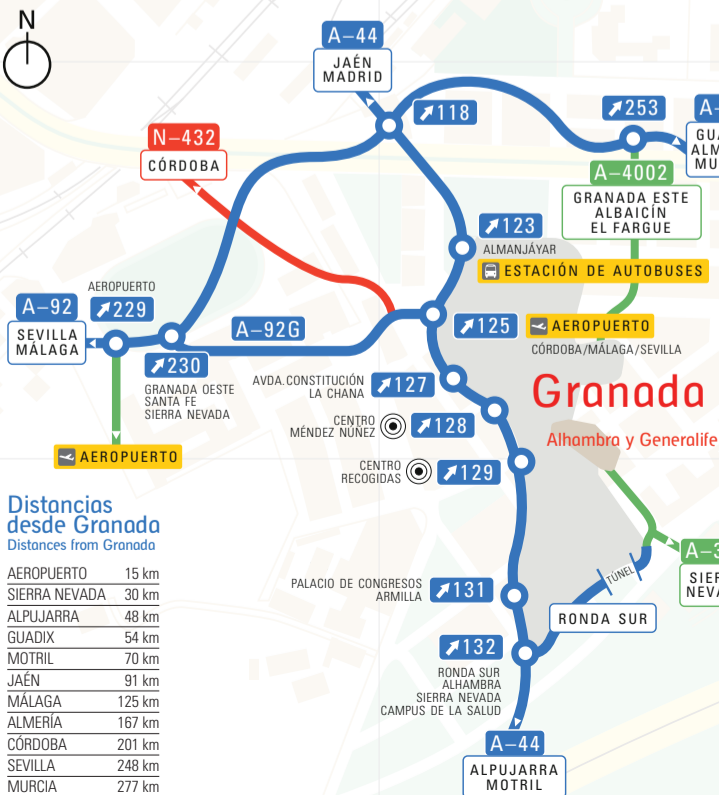 N
A-44
JAÉN
MADRID
118
253
N-432
CÓRDOBA
A-4002
GRANADA ESTE
ALBAICÍN
EL FARGUE
123
ALMANJÁYAR
ESTACIÓN DE AUTOBUSES
AEROPUERTO
229
A-92
SEVILLA
MÁLAGA
A-92G
125
AEROPUERTO
CÓRDOBA/MÁLAGA/SEVILLA
230
GRANADA OESTE
SANTA FE
SIERRA NEVADA
AVDA.CONSTITUCIÓN
LA CHANA
127
Granada
CENTRO
MÉNDEZ NÚÑEZ
128
Alhambra y Generalife
AEROPUERTO
CENTRO
RECOGIDAS
129
Distancias
desde Granada
Distances from Granada
AEROPUERTO 15 km
SIERRA NEVADA 30 km
ALPUJARRA 48 km
GUADIX 54 km
MOTRIL 70 km
JAÉN 91 km
MÁLAGA 125 km
ALMERÍA 167 km
CÓRDOBA 201 km
SEVILLA 248 km
MURCIA 277 km
TÚNEL
PALACIO DE CONGRESOS
ARMILLA
131
RONDA SUR
132
RONDA SUR
ALHAMBRA
SIERRA NEVADA
CAMPUS DE LA SALUD
A-44
ALPUJARRA
MOTRIL